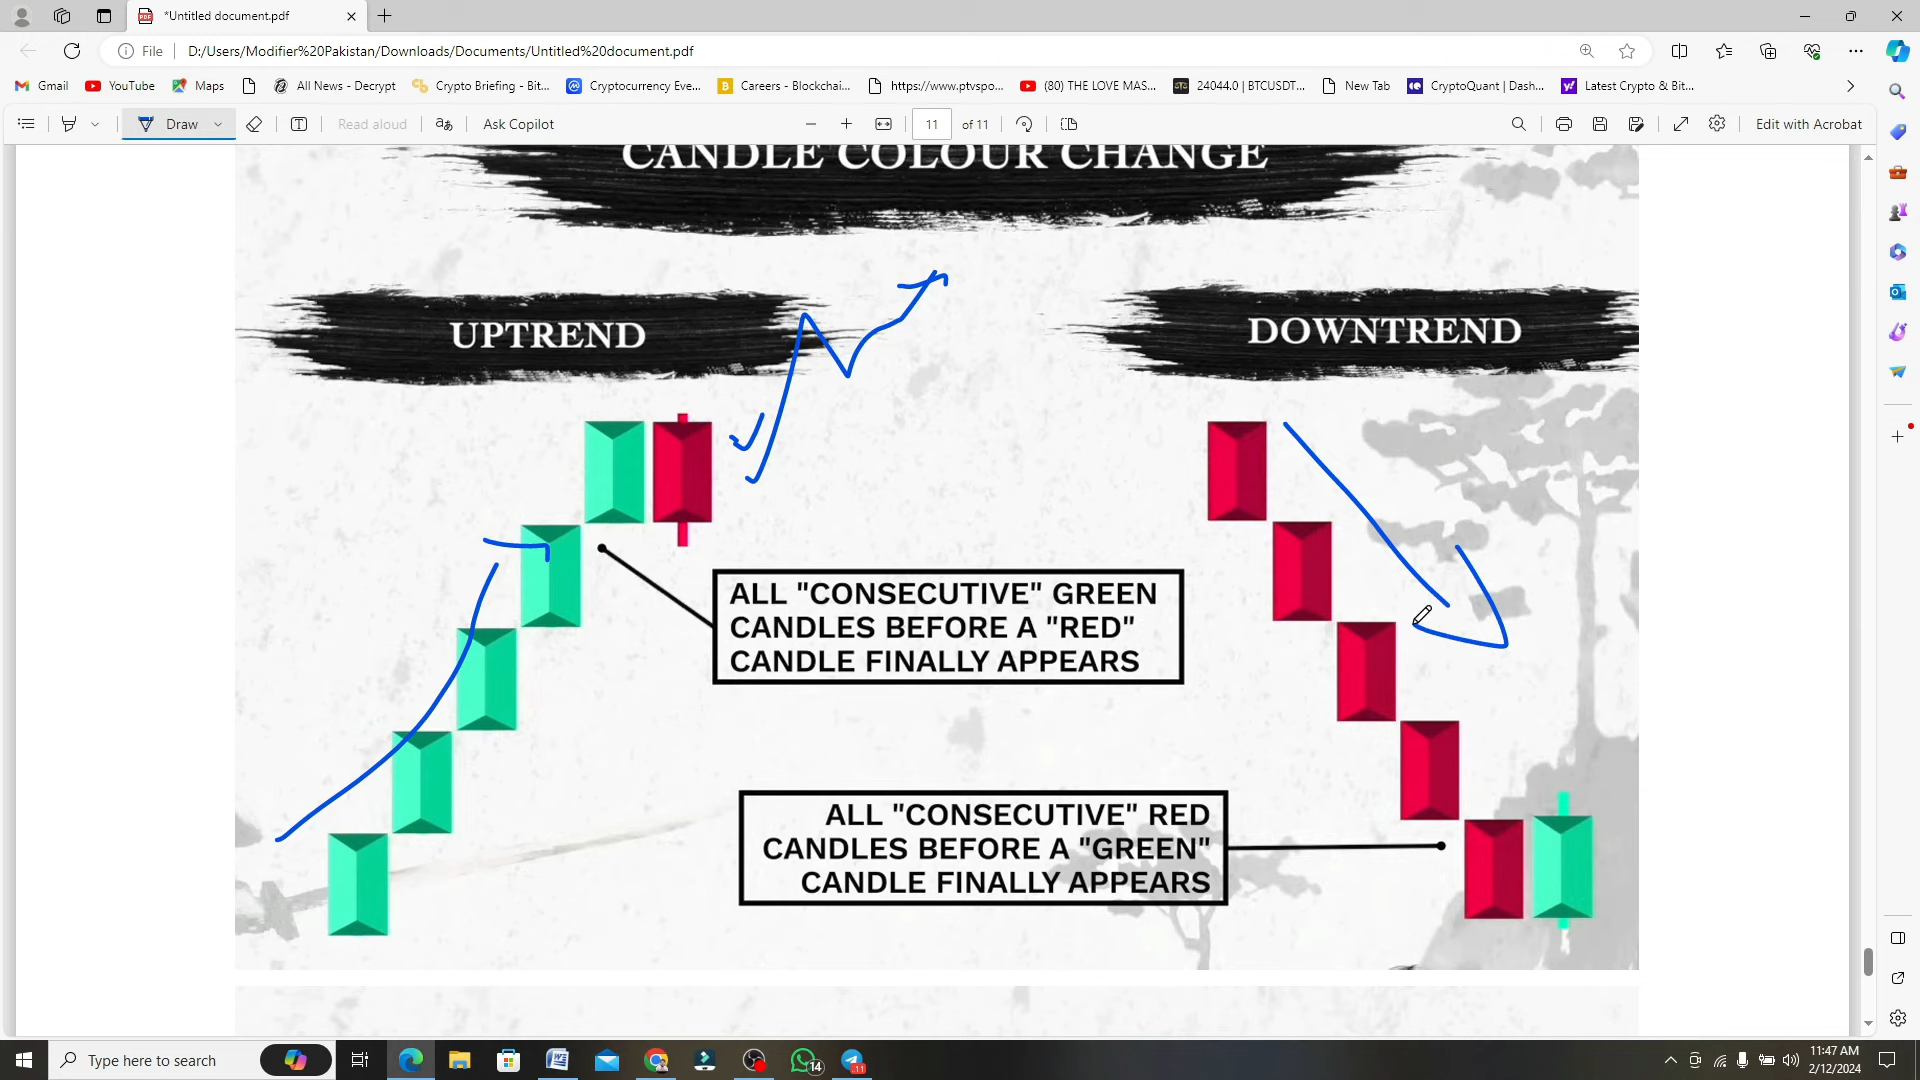 *Untitled document.pdf
File
D:/Users/Modifier%20Pakistan/Downloads/Documents/Untitled%20document.pdf
Gmail
YouTube
Maps
All News - Decrypt
Crypto Briefing - Bit...
Cryptocurrency Eve...
Careers - Blockchai...
https://www.ptvspo...
(80) THE LOVE MAS...
24044.0 | BTCUSDT...
New Tab
CryptoQuant | Dash...
Latest Crypto & Bit...
Draw
Read aloud
Ask Copilot
11
of 11
Edit with Acrobat
CANDLE COLOUR CHANGE
UPTREND
DOWNTREND
ALL "CONSECUTIVE" GREEN
CANDLES BEFORE A "RED"
CANDLE FINALLY APPEARS
ALL "CONSECUTIVE" RED
CANDLES BEFORE A "GREEN"
CANDLE FINALLY APPEARS
Type here to search
14
11
11:47 AM
2/12/2024